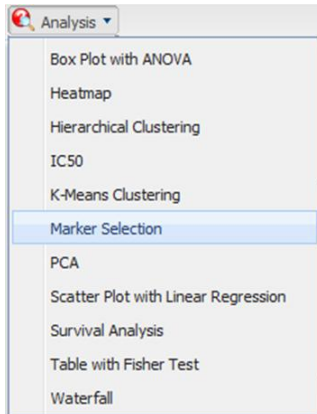 Analysis
Box Plot with ANOVA
Heatmap
Hierarchical Clustering
IC50
K-Means Clustering
Marker Selection
PCA
Scatter Plot with Linear Regression
Survival Analysis
Table with Fisher Test
Waterfall